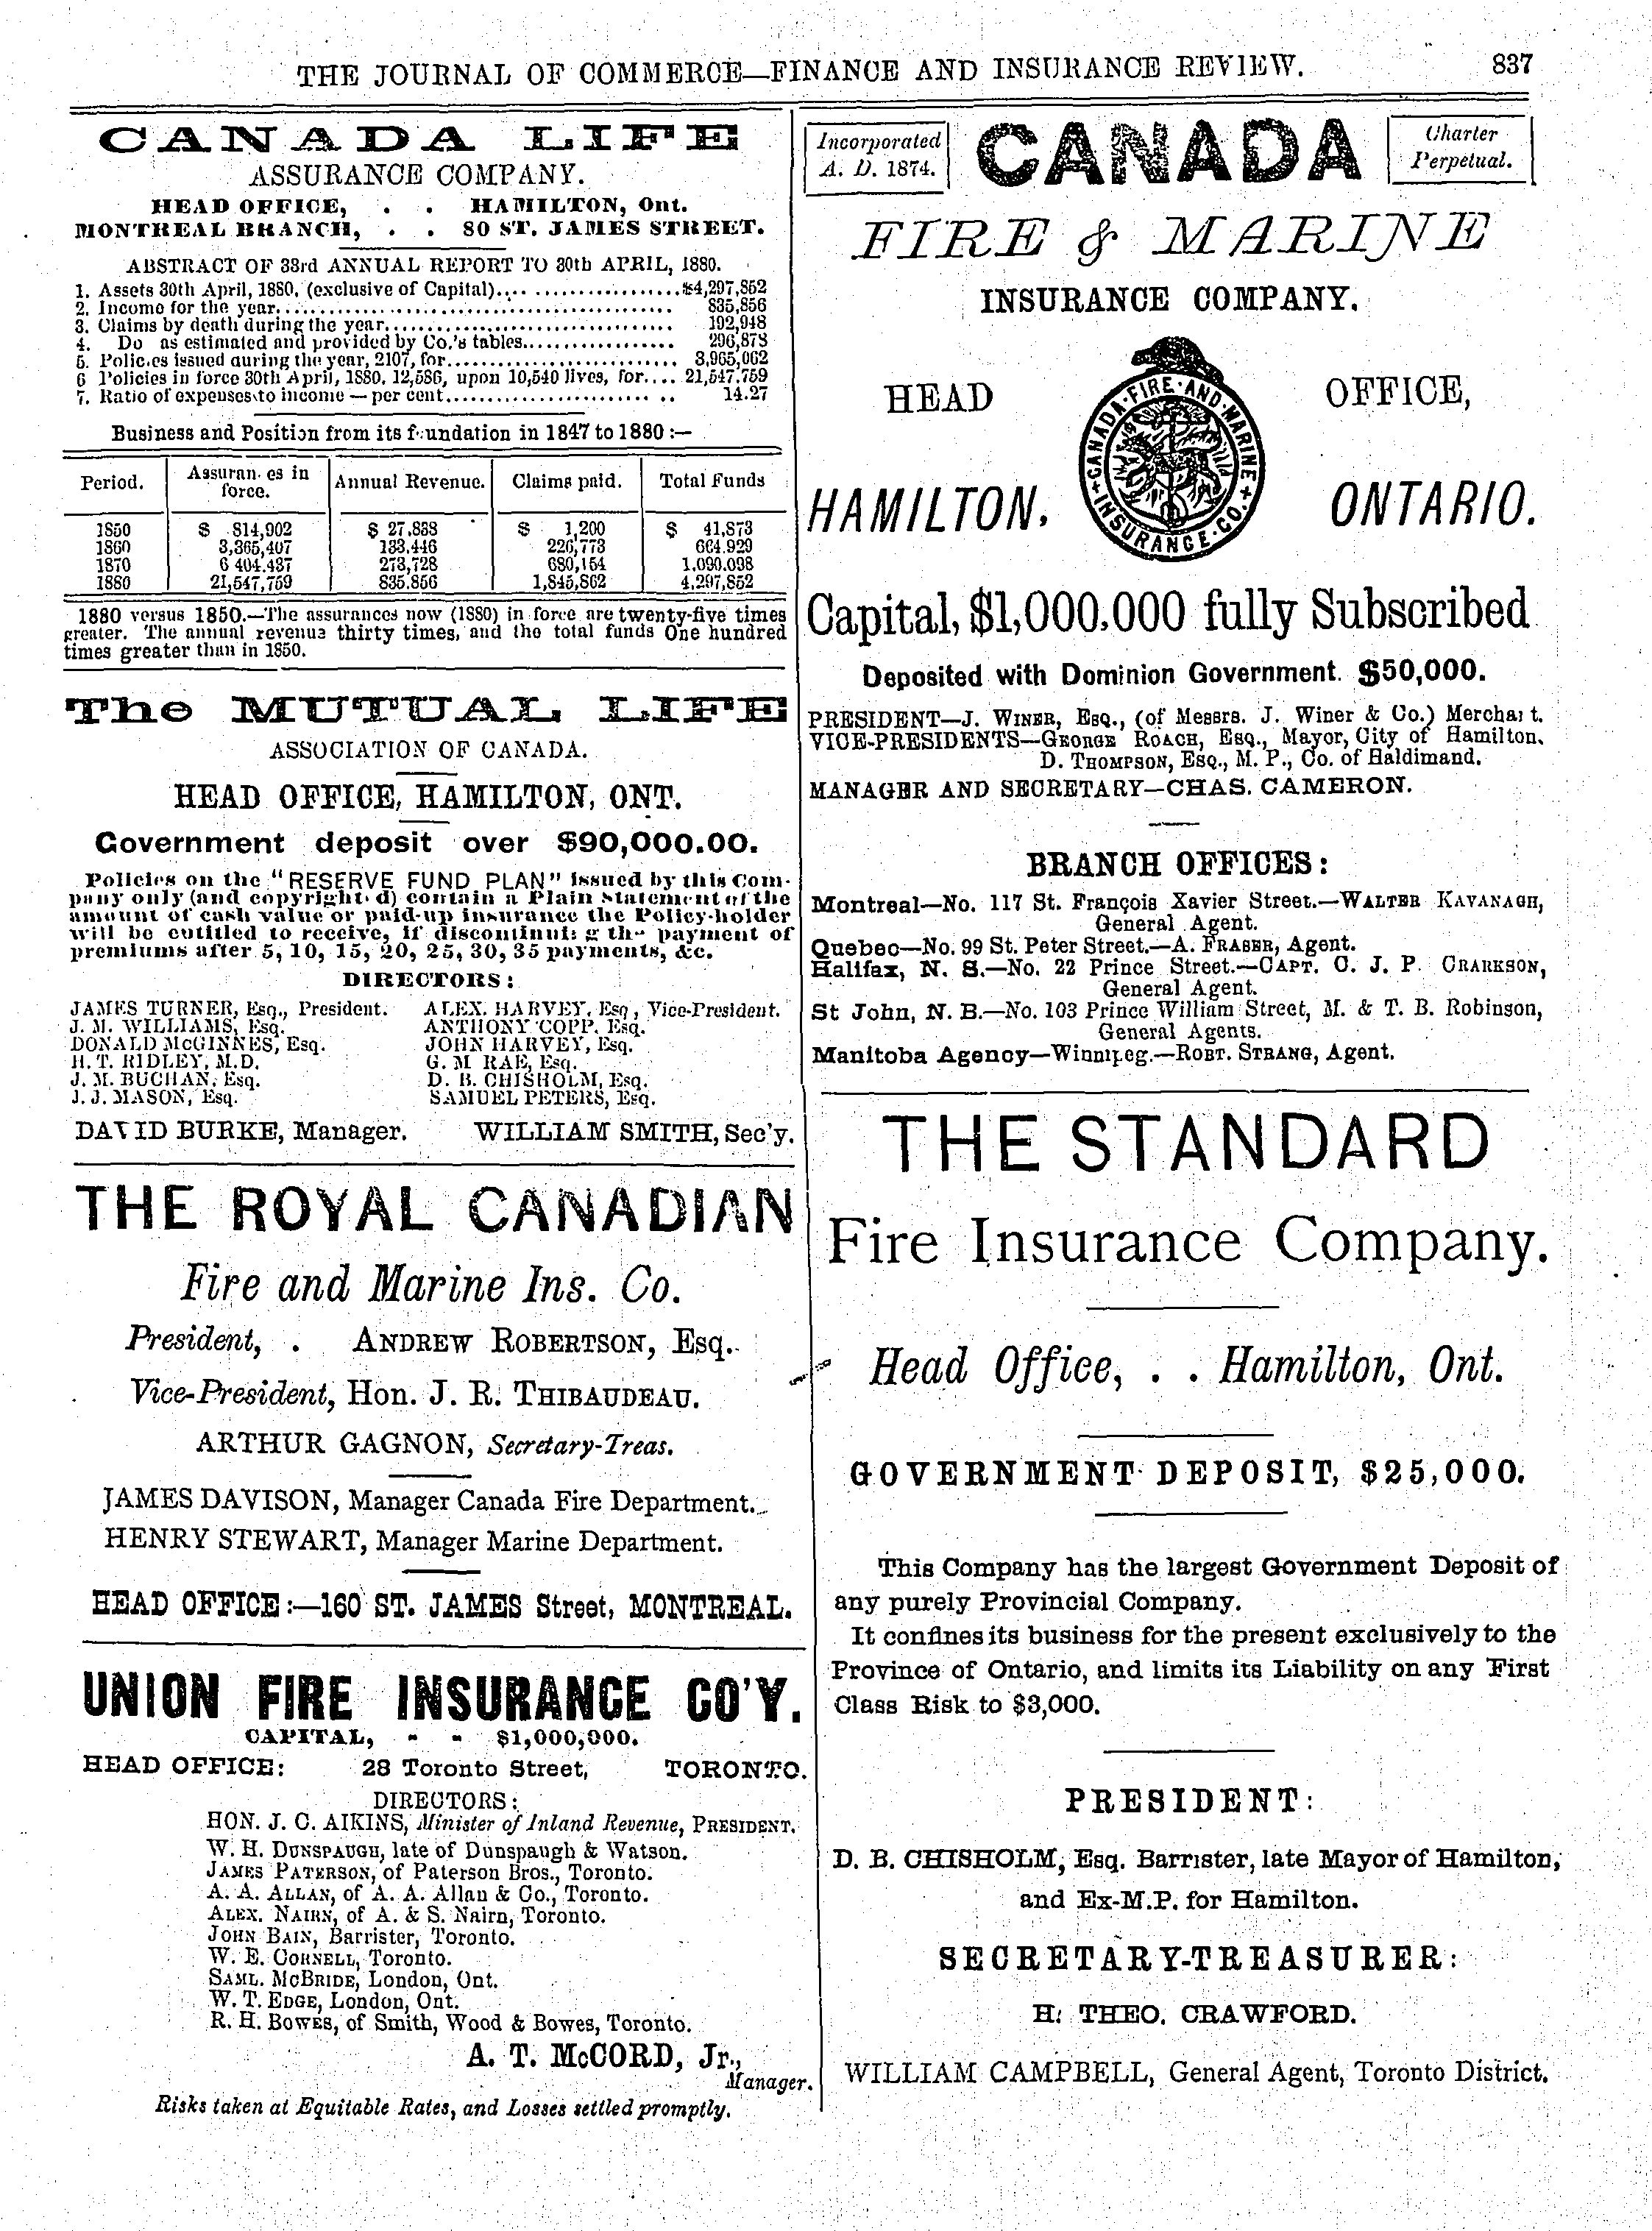 THE JOURNAL OF COMMERCE—FINANCE AND INSURANCE REVIEW.
837
CANADA LIFE
ASSURANCE COMPANY.
HEAD OFFICE, . . HAMILTON, Ont.
MONTREAL BRANCH, . . 80 ST. JAMES STREET.
ABSTRACT OF 33rd ANNUAL REPORT TO 30th APRIL, 1880.
1. Assets 30th April, 1880, (exclusive of Capital).... $4,297,852
2. Income for the year.... 835,856
3. Claims by death during the year.... 192,948
4. Do as estimated and provided by Co.'s tables.... 296,878
5. Policies issued during the year, 2107, for.... 3,965,062
6 Policies in force 30th April, 1880, 12,586, upon 10,540 lives, for.... 21,547,759
7. Ratio of expenses to income — per cent.... 14.27
Business and Position from its foundation in 1847 to 1880 :—
Period. Assurances in force. Annual Revenue. Claims paid. Total Funds
1850 $ 814,902 $ 27,838 $ 1,200 $ 41,873
1860 3,365,407 133,446 226,773 664,929
1870 6 404,437 273,728 680,154 1,090,098
1880 21,547,759 835,856 1,845,862 4,297,852
1880 versus 1850.—The assurances now (1880) in force are twenty-five times
greater. The annual revenue thirty times, and the total funds One hundred
times greater than in 1850.
The MUTUAL LIFE
ASSOCIATION OF CANADA.
HEAD OFFICE, HAMILTON, ONT.
Government deposit over $90,000.00.
Policies on the "RESERVE FUND PLAN" issued by this Com-
pany only (and copyright d) contain a Plain Statement of the
amount of cash value or paid-up insurance the Policy-holder
will be entitled to receive, if discontinuing the payment of
premiums after 5, 10, 15, 20, 25, 30, 35 payments, &c.
DIRECTORS :
JAMES TURNER, Esq., President. ALEX. HARVEY, Esq , Vice-President.
J. M. WILLIAMS, Esq. ANTHONY COPP, Esq.
DONALD McGINNES, Esq. JOHN HARVEY, Esq.
H. T. RIDLEY, M.D. G. M RAE, Esq.
J. M. BUCHAN, Esq. D. B. CHISHOLM, Esq.
J. J. MASON, Esq. SAMUEL PETERS, Esq.
DAVID BURKE, Manager. WILLIAM SMITH, Sec'y.
THE ROYAL CANADIAN
Fire and Marine Ins. Co.
President, . ANDREW ROBERTSON, Esq.
Vice-President, Hon. J. R. THIBAUDEAU.
ARTHUR GAGNON, Secretary-Treas.
JAMES DAVISON, Manager Canada Fire Department.
HENRY STEWART, Manager Marine Department.
HEAD OFFICE :—160 ST. JAMES Street, MONTREAL.
UNION FIRE INSURANCE CO'Y.
CAPITAL, - - $1,000,000.
HEAD OFFICE: 28 Toronto Street, TORONTO.
DIRECTORS :
HON. J. C. AIKINS, Minister of Inland Revenue, PRESIDENT.
W. H. DUNSPAUGH, late of Dunspaugh & Watson.
JAMES PATERSON, of Paterson Bros., Toronto.
A. A. ALLAN, of A. A. Allan & Co., Toronto.
ALEX. NAIRN, of A. & S. Nairn, Toronto.
JOHN BAIN, Barrister, Toronto.
W. E. CORNELL, Toronto.
SAML. McBRIDE, London, Ont.
W. T. EDGE, London, Ont.
R. H. BOWES, of Smith, Wood & Bowes, Toronto.
A. T. McCORD, Jr.,
Manager.
Risks taken at Equitable Rates, and Losses settled promptly.
Incorporated
A. D. 1874.
CANADA
Charter
Perpetual.
FIRE & MARINE
INSURANCE COMPANY.
HEAD OFFICE,
CANADA·FIRE·AND·MARINE
INSURANCE·CO.
HAMILTON, ONTARIO.
Capital, $1,000,000 fully Subscribed
Deposited with Dominion Government. $50,000.
PRESIDENT—J. WINER, ESQ., (of Messrs. J. Winer & Co.) Merchant.
VICE-PRESIDENTS—GEORGE ROACH, ESQ., Mayor, City of Hamilton.
D. THOMPSON, ESQ., M. P., Co. of Haldimand.
MANAGER AND SECRETARY—CHAS. CAMERON.
BRANCH OFFICES :
Montreal—No. 117 St. François Xavier Street.—WALTER KAVANAGH,
General Agent.
Quebec—No. 99 St. Peter Street.—A. FRASER, Agent.
Halifax, N. S.—No. 22 Prince Street.—CAPT. C. J. P. CRARKSON,
General Agent.
St John, N. B.—No. 103 Prince William Street, M. & T. B. Robinson,
General Agents.
Manitoba Agency—Winnipeg.—ROBT. STRANG, Agent.
THE STANDARD
Fire Insurance Company.
Head Office, . . Hamilton, Ont.
GOVERNMENT DEPOSIT, $25,000.
This Company has the largest Government Deposit of
any purely Provincial Company.
It confines its business for the present exclusively to the
Province of Ontario, and limits its Liability on any First
Class Risk to $3,000.
PRESIDENT:
D. B. CHISHOLM, Esq. Barrister, late Mayor of Hamilton,
and Ex-M.P. for Hamilton.
SECRETARY-TREASURER:
H. THEO. CRAWFORD.
WILLIAM CAMPBELL, General Agent, Toronto District.